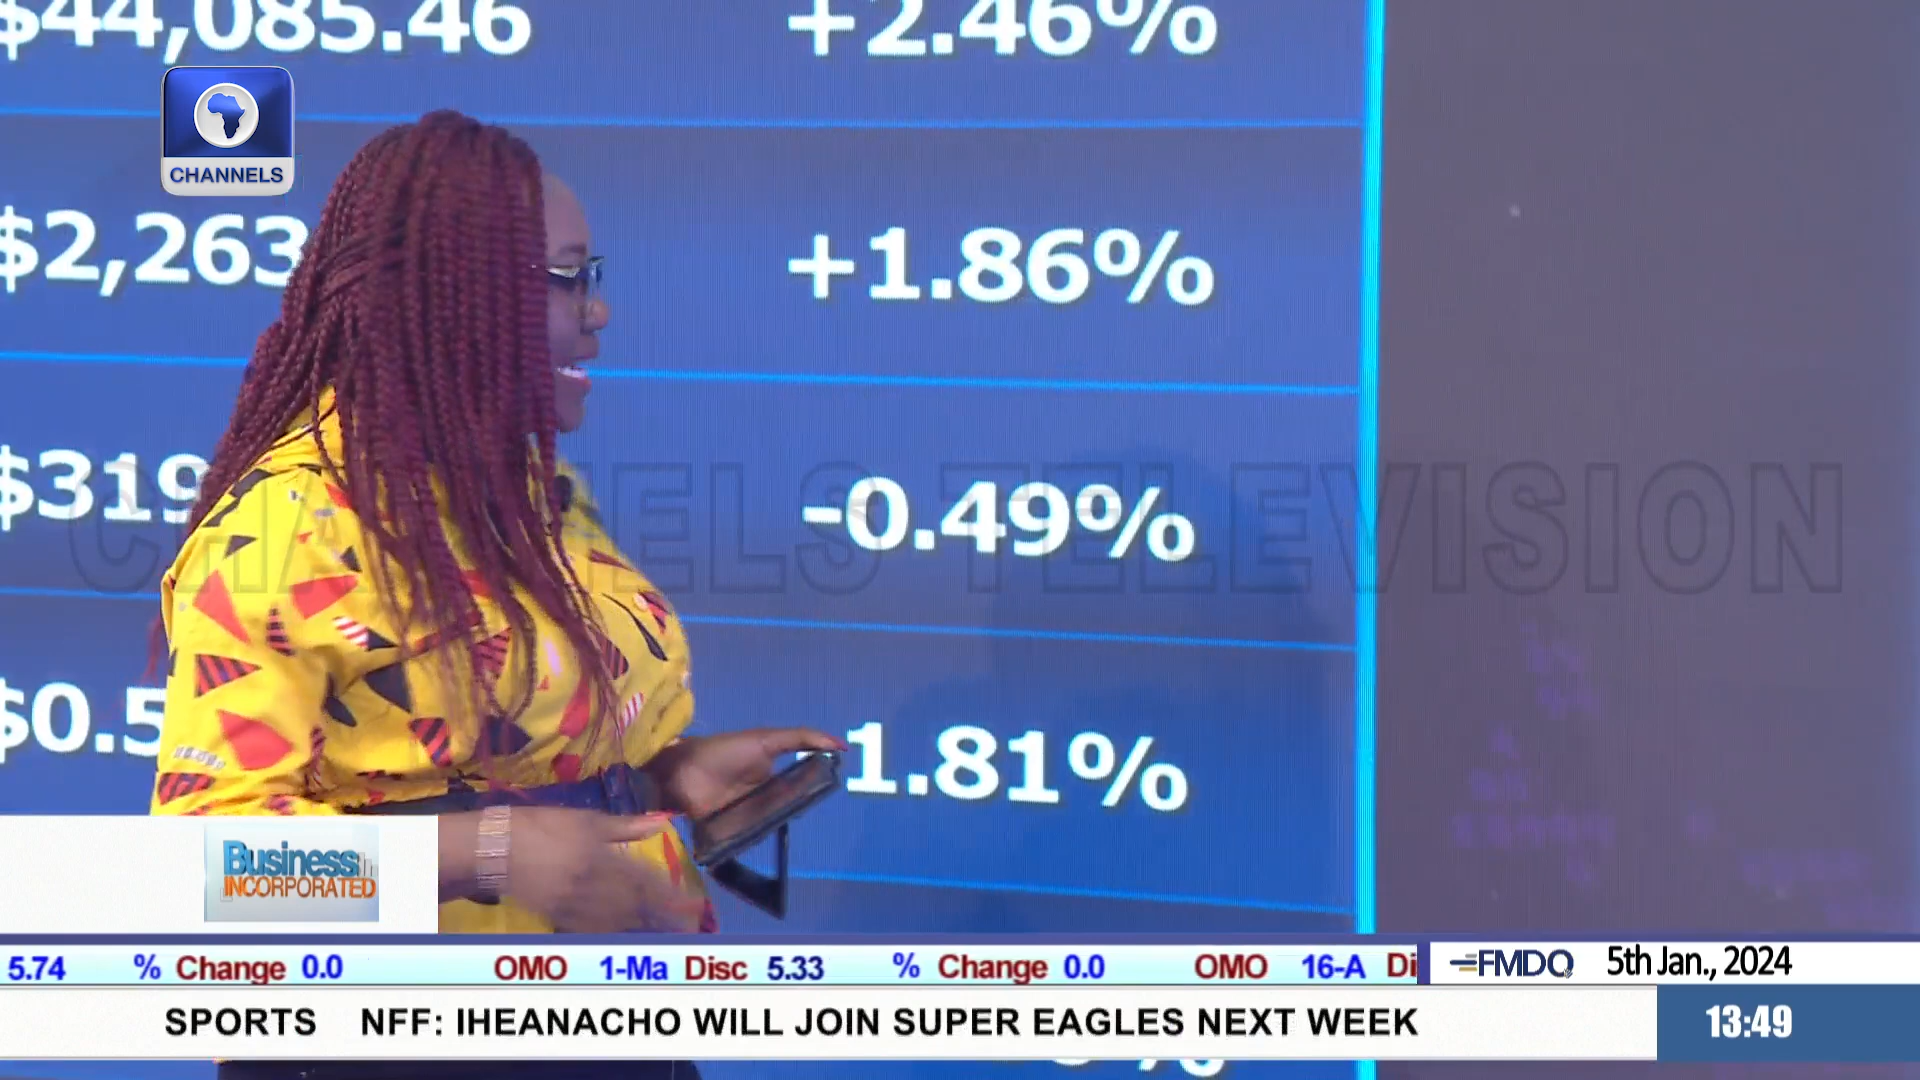 $44,085.46 +2.46%
CHANNELS
$2,263 +1.86%
$319 -0.49%
CHANNELS TELEVISION
$0.5 -1.81%
Business
INCORPORATED
5.74 % Change 0.0 OMO 1-Ma Disc 5.33 % Change 0.0 OMO 16-A Di
FMDQ 5th Jan., 2024
SPORTS NFF: IHEANACHO WILL JOIN SUPER EAGLES NEXT WEEK
13:49